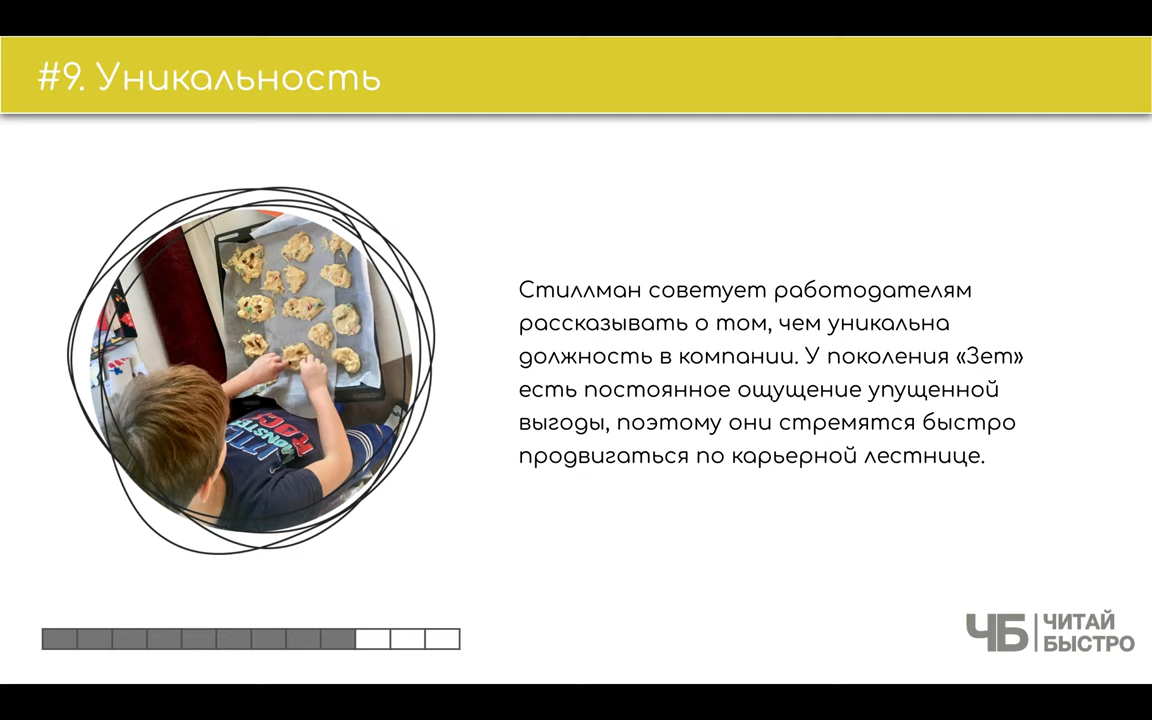 #9. Уникальность
Стиллман советует работодателям
рассказывать о том, чем уникальна
должность в компании. У поколения «Зет»
есть постоянное ощущение упущенной
выгоды, поэтому они стремятся быстро
продвигаться по карьерной лестнице.
ЧБ
ЧИТАЙ
БЫСТРО